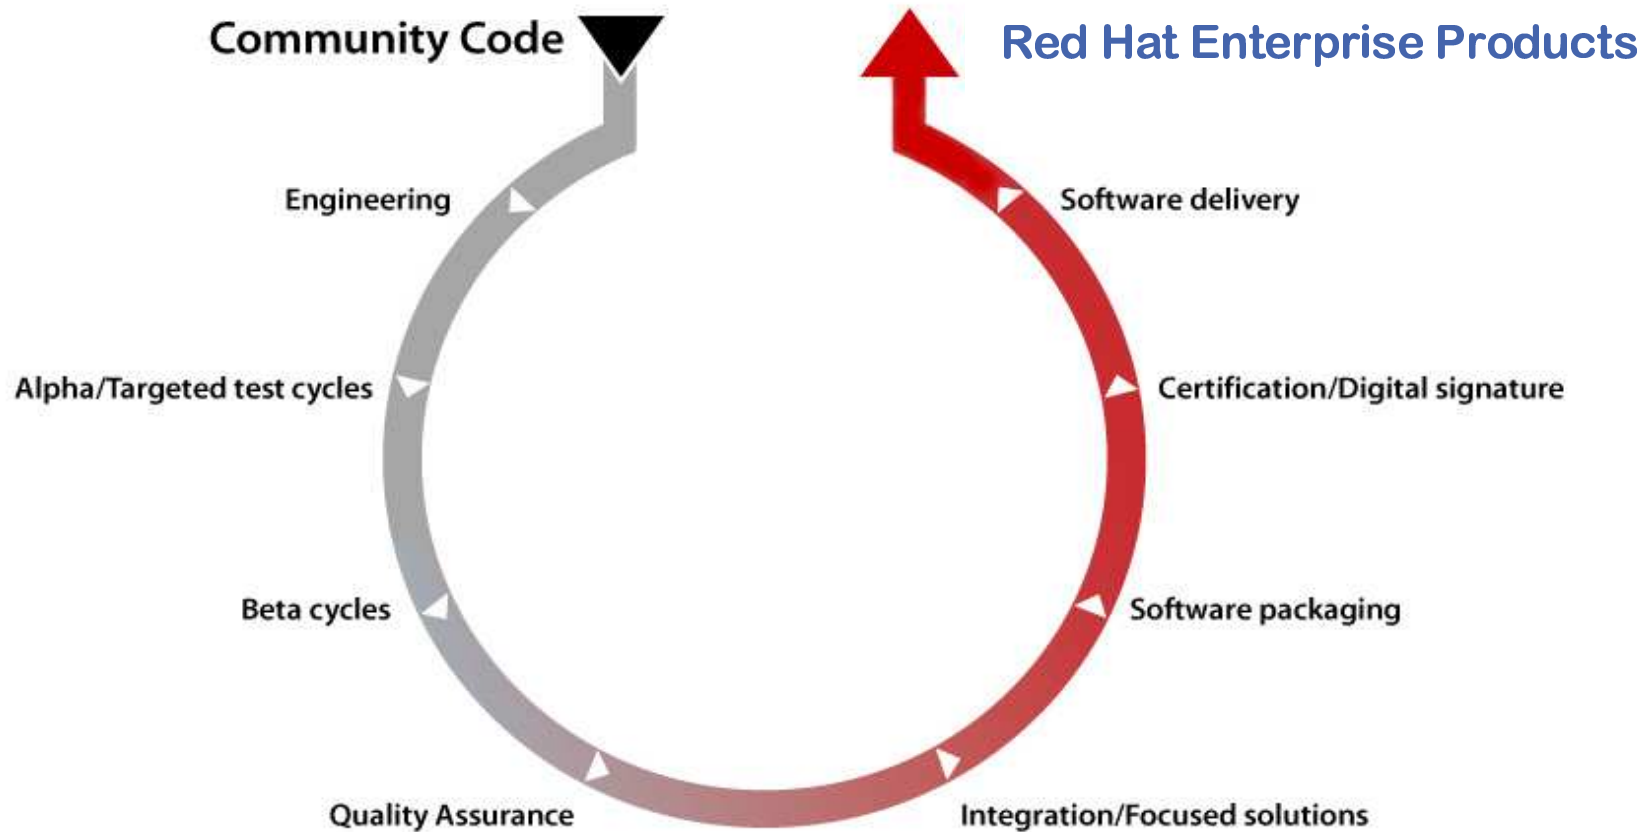 Community Code
Red Hat Enterprise Products
Engineering
Software delivery
Alpha/Targeted test cycles
Certification/Digital signature
Beta cycles
Software packaging
Quality Assurance
Integration/Focused solutions